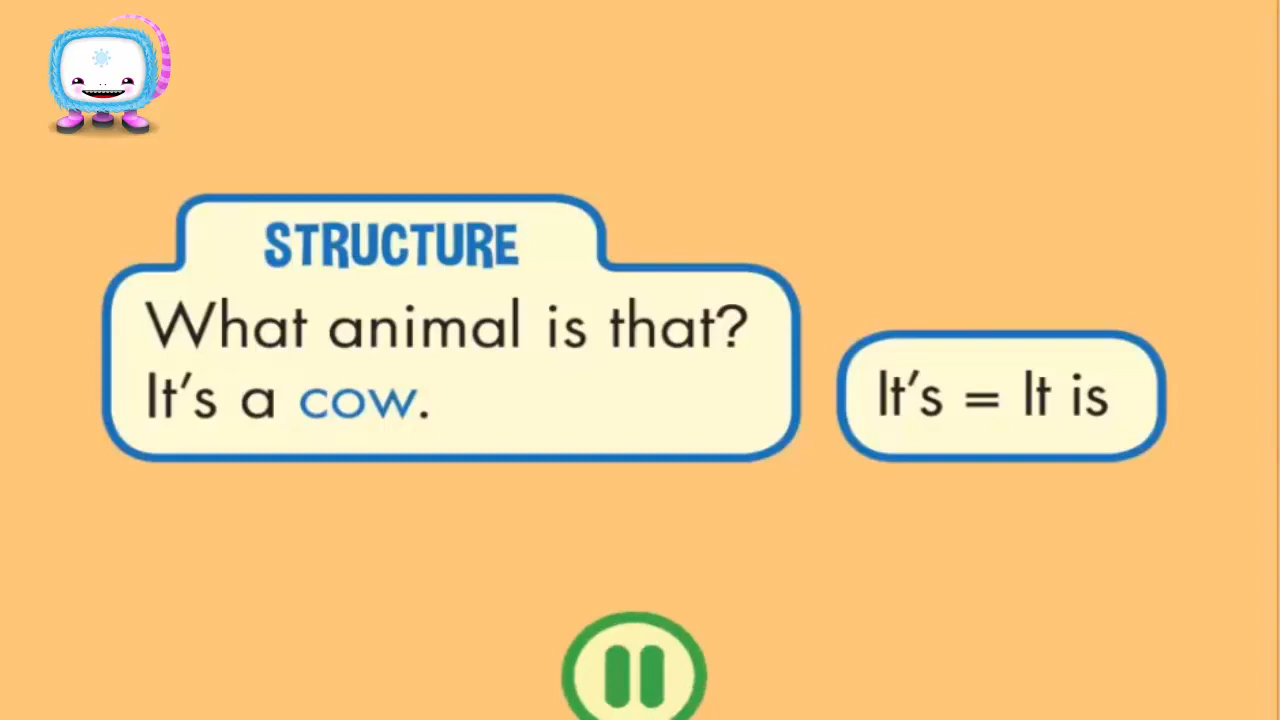 STRUCTURE
What animal is that?
It's a cow.
It's = It is